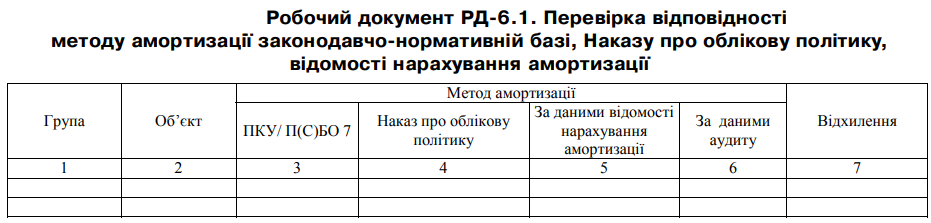 Робочий документ РД-6.1. Перевірка відповідності
методу амортизації законодавчо-нормативній базі, Наказу про облікову політику,
відомості нарахування амортизації
Група
Об’єкт
Метод амортизації
Відхилення
ПКУ/ П(С)БО 7
Наказ про облікову
політику
За даними відомості
нарахування
амортизації
За даними
аудиту
1 2 3 4 5 6 7